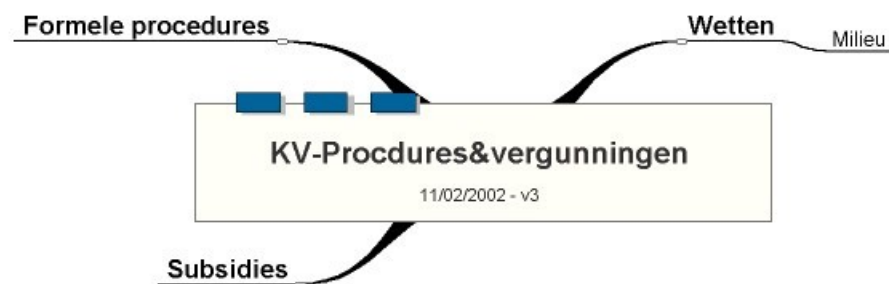 Formele procedures
Wetten
Milieu
KV-Procdures&vergunningen
11/02/2002 - v3
Subsidies